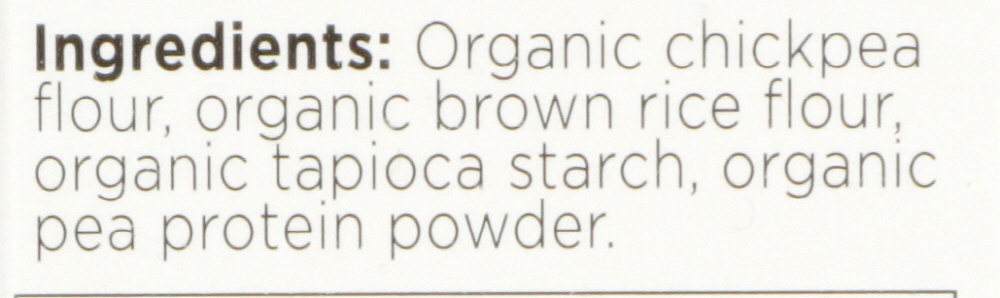 Ingredients: Organic chickpea
flour, organic brown rice flour,
organic tapioca starch, organic
pea protein powder.